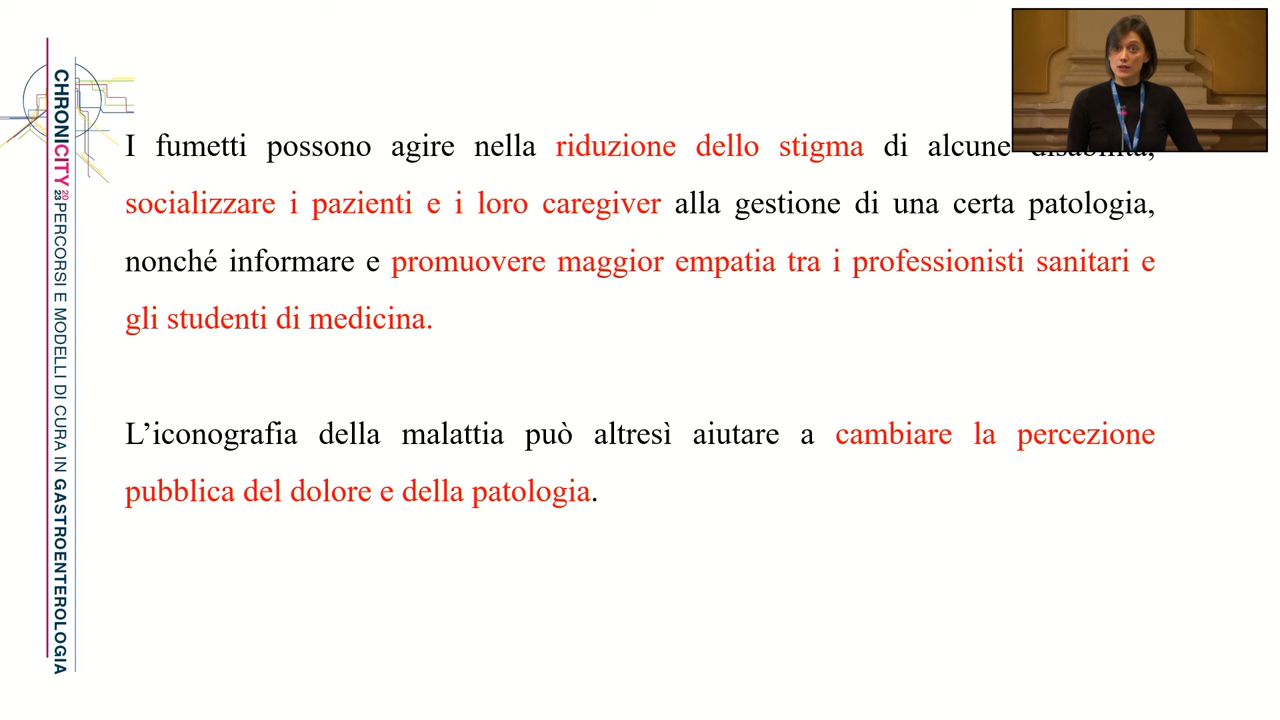 CHRONICITY 2023 PERCORSI E MODELLI DI CURA IN GASTROENTEROLOGIA
I fumetti possono agire nella riduzione dello stigma di alcune
socializzare i pazienti e i loro caregiver alla gestione di una certa patologia,
nonché informare e promuovere maggior empatia tra i professionisti sanitari e
gli studenti di medicina.
L’iconografia della malattia può altresì aiutare a cambiare la percezione
pubblica del dolore e della patologia.